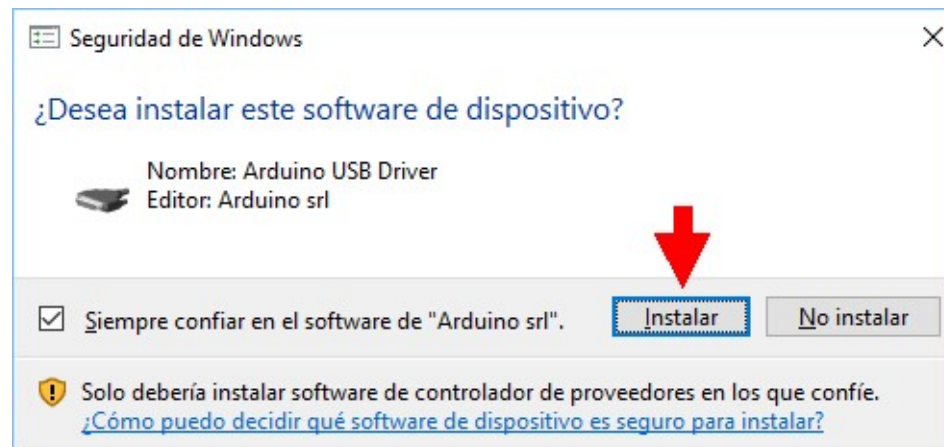 Seguridad de Windows
¿Desea instalar este software de dispositivo?
Nombre: Arduino USB Driver
Editor: Arduino srl
Siempre confiar en el software de "Arduino srl".
Instalar
No instalar
Solo debería instalar software de controlador de proveedores en los que confíe.
¿Cómo puedo decidir qué software de dispositivo es seguro para instalar?